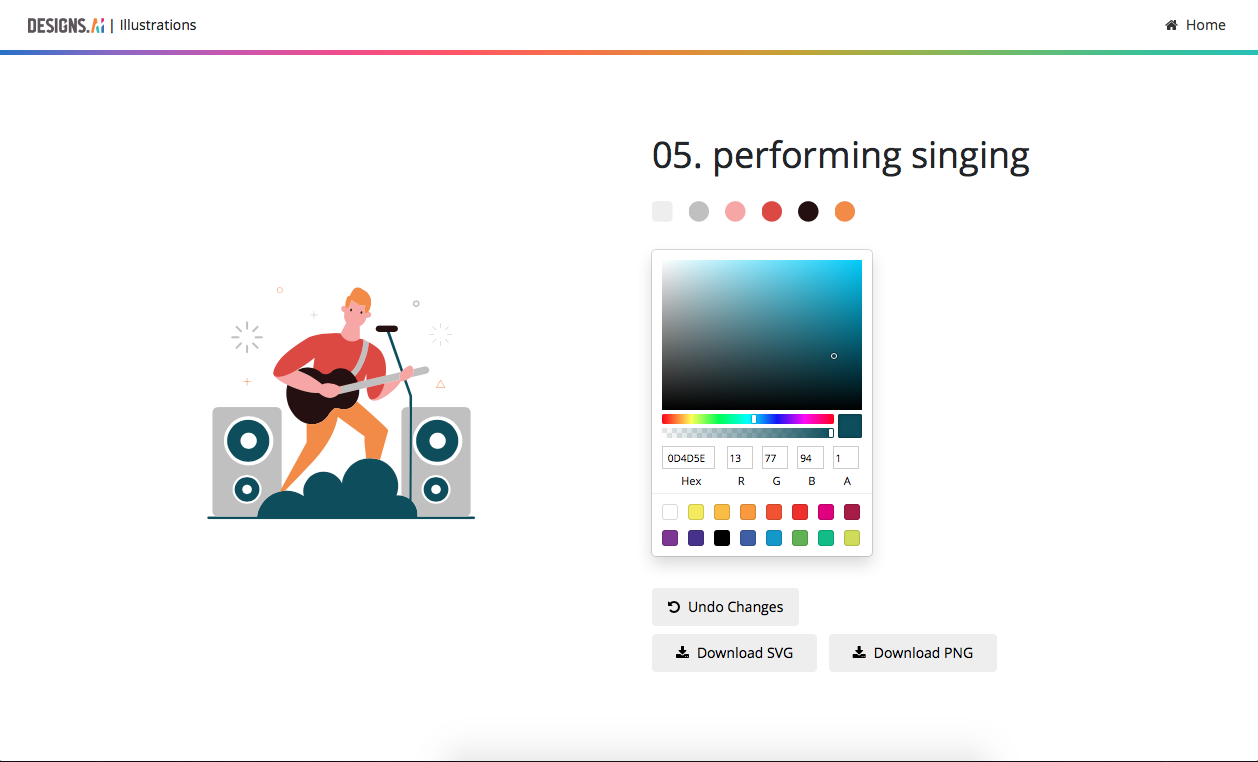 DESIGNS.AI | Illustrations
Home
05. performing singing
0D4D5E 13 77 94 1
Hex R G B A
Undo Changes
Download SVG Download PNG